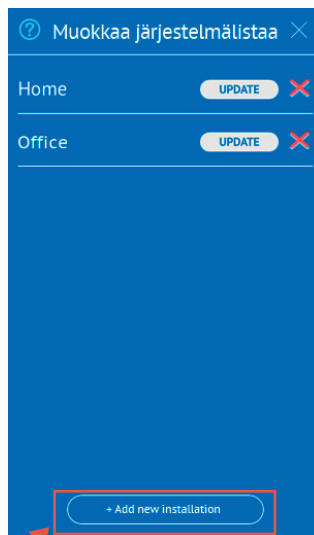 ? Muokkaa järjestelmälistaa
Home UPDATE
Office UPDATE
+ Add new installation